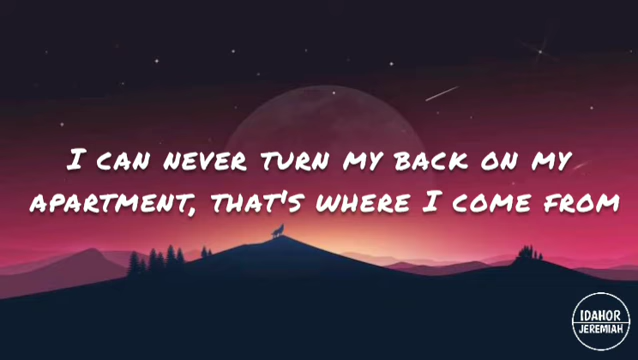 I CAN NEVER TURN MY BACK ON MY
APARTMENT, THAT'S WHERE I COME FROM
IDAHOR
JEREMIAH